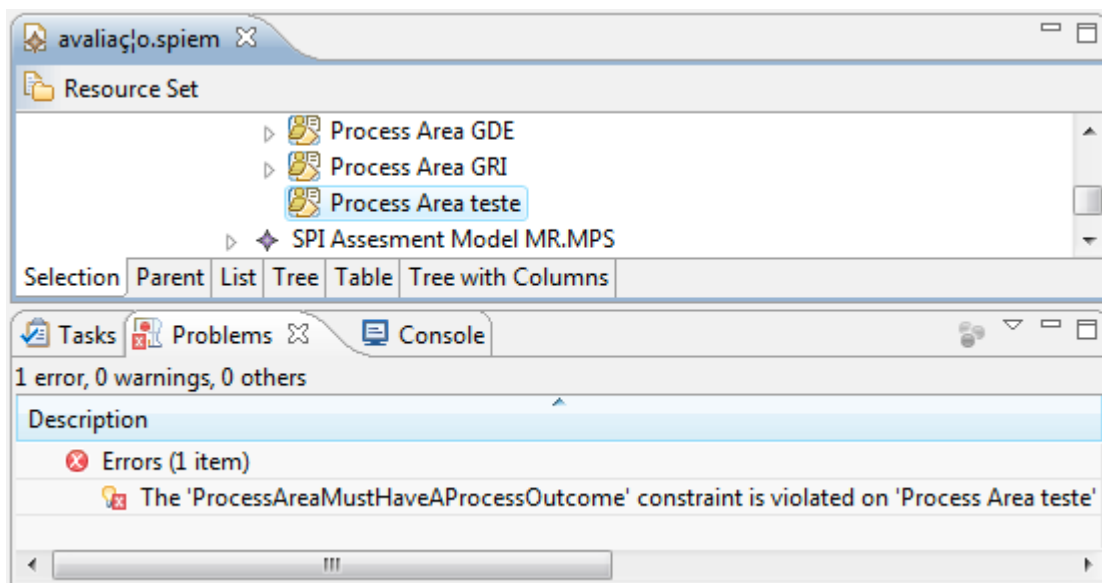 avaliaç¦o.spiem
Resource Set
Process Area GDE
Process Area GRI
Process Area teste
SPI Assesment Model MR.MPS
Selection Parent List Tree Table Tree with Columns
Tasks Problems Console
1 error, 0 warnings, 0 others
Description
Errors (1 item)
The 'ProcessAreaMustHaveAProcessOutcome' constraint is violated on 'Process Area teste'